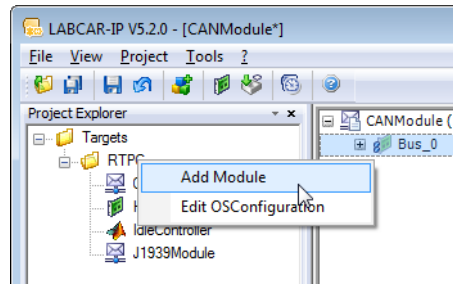 LABCAR-IP V5.2.0 - [CANModule*]
File View Project Tools ?
Project Explorer
CANModule (
Targets
Bus_0
RTPC
Add Module
Edit OSConfiguration
IdleController
J1939Module